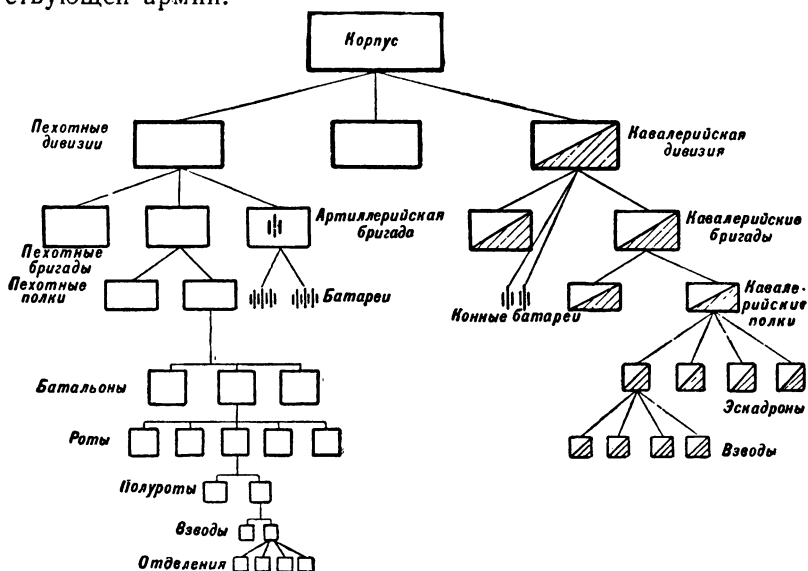 ствующей армии.
Корпус
Пехотные
дивизии
Кавалерийская
дивизия
Артиллерийская
бригада
Кавалерийские
бригады
Пехотные
бригады
Пехотные
полки
Батареи
Конные батареи
Кавале-
рийские
полки
Батальоны
Эскадроны
Роты
Взводы
Полуроты
Взводы
Отделения